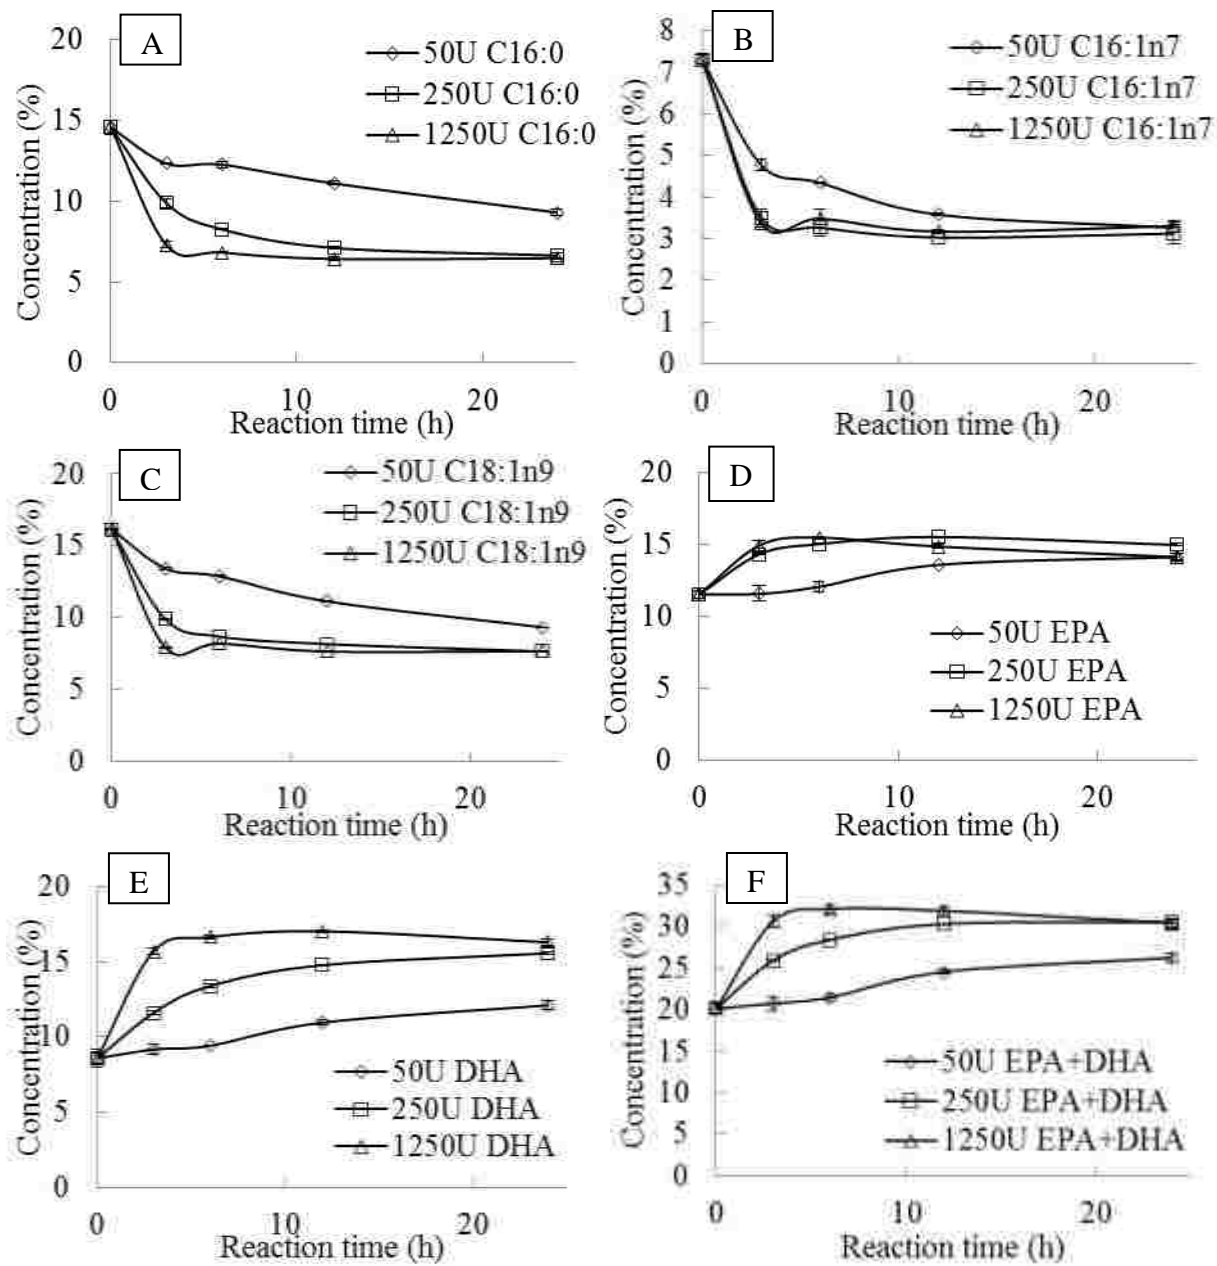 A
20
15
10
5
0
Concentration (%)
50U C16:0
250U C16:0
1250U C16:0
0 10 20
Reaction time (h)
B
8
7
6
5
4
3
2
1
0
Concentration (%)
50U C16:1n7
250U C16:1n7
1250U C16:1n7
0 10 20
Reaction time (h)
C
20
15
10
5
0
Concentration (%)
50U C18:1n9
250U C18:1n9
1250U C18:1n9
0 10 20
Reaction time (h)
D
20
15
10
5
0
Concentration (%)
50U EPA
250U EPA
1250U EPA
0 10 20
Reaction time (h)
E
20
15
10
5
0
Concentration (%)
50U DHA
250U DHA
1250U DHA
0 10 20
Reaction time (h)
F
35
30
25
20
15
10
5
0
Concentration (%)
50U EPA+DHA
250U EPA+DHA
1250U EPA+DHA
0 10 20
Reaction time (h)